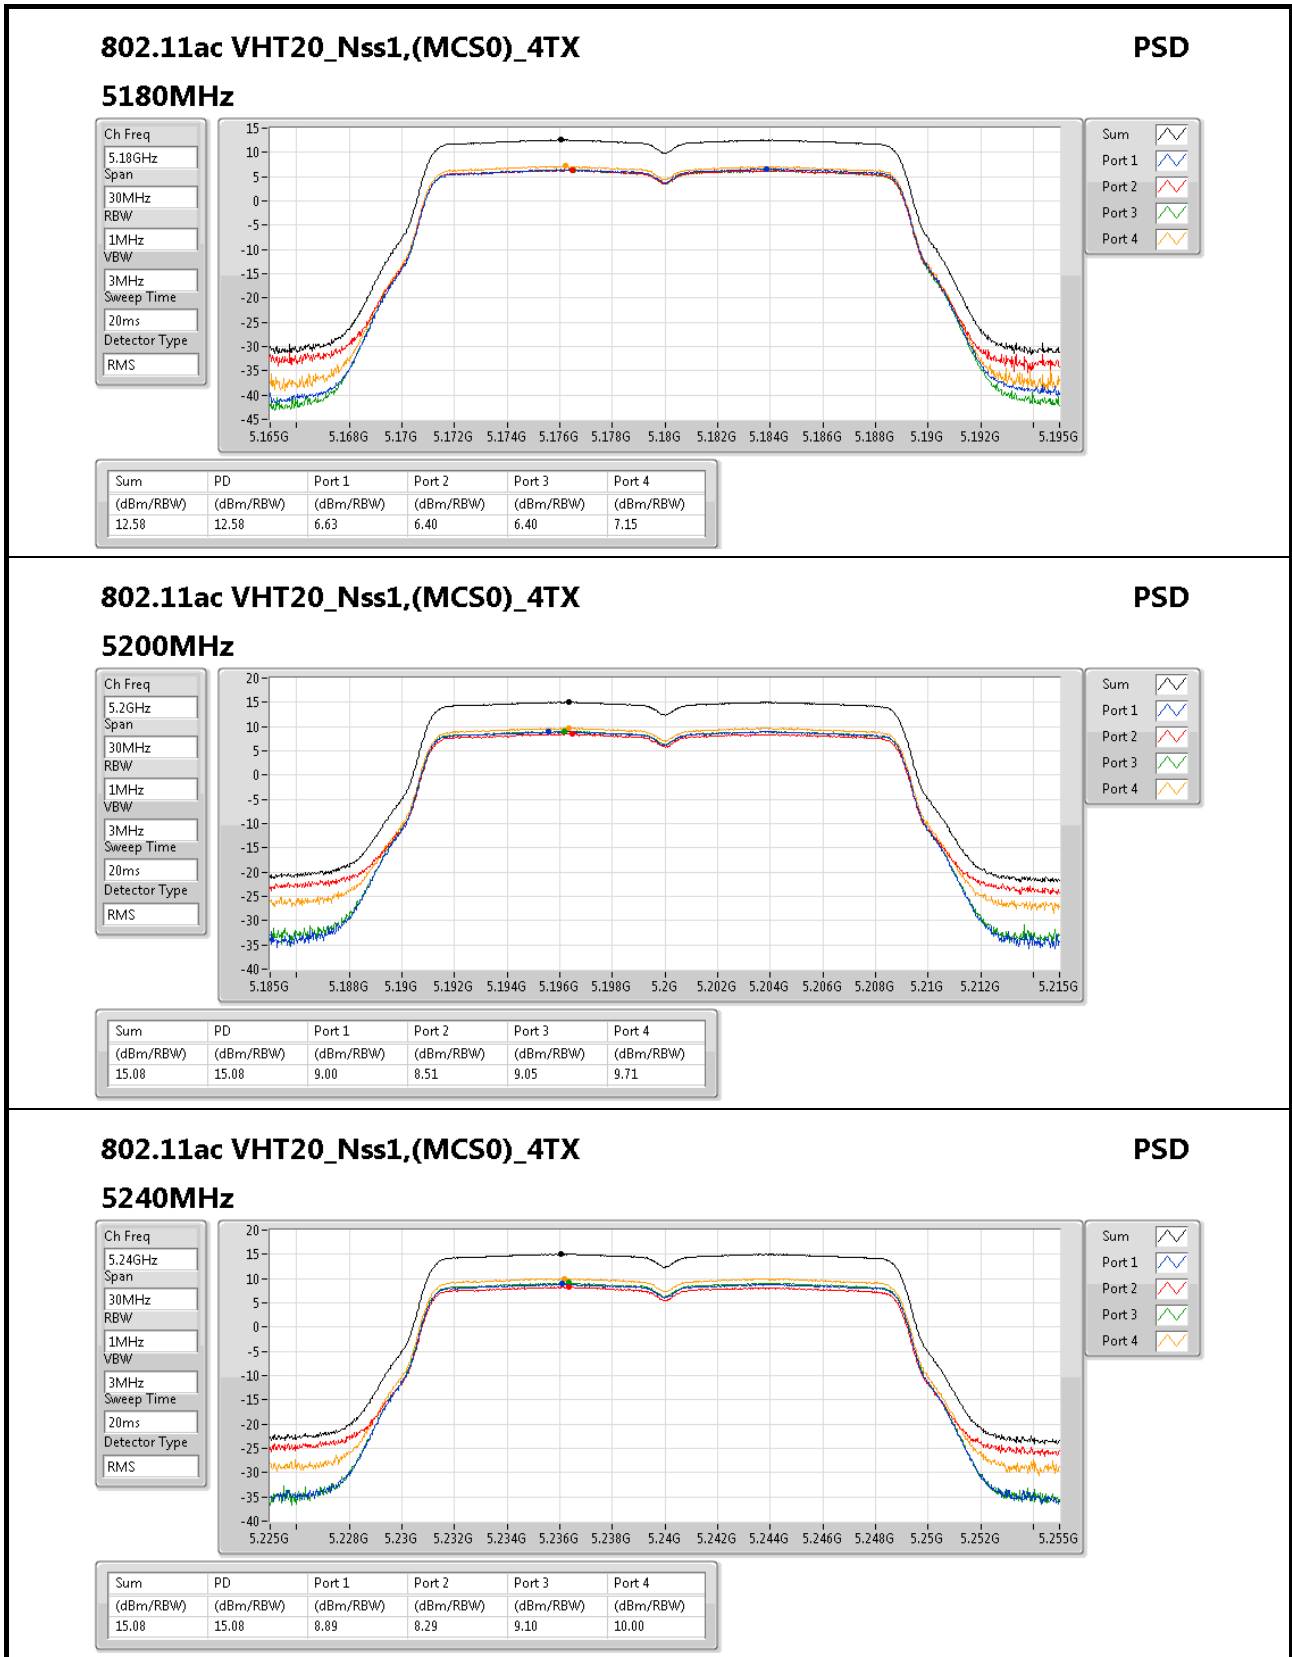 802.11ac VHT20_Nss1,(MCS0)_4TX PSD
5180MHz
Ch Freq
5.18GHz
Span
30MHz
RBW
1MHz
VBW
3MHz
Sweep Time
20ms
Detector Type
RMS
15
10
5
0
-5
-10
-15
-20
-25
-30
-35
-40
-45
5.165G 5.168G 5.17G 5.172G 5.174G 5.176G 5.178G 5.18G 5.182G 5.184G 5.186G 5.188G 5.19G 5.192G 5.195G
Sum
Port 1
Port 2
Port 3
Port 4
Sum PD Port 1 Port 2 Port 3 Port 4
(dBm/RBW) (dBm/RBW) (dBm/RBW) (dBm/RBW) (dBm/RBW) (dBm/RBW)
12.58 12.58 6.63 6.40 6.40 7.15
802.11ac VHT20_Nss1,(MCS0)_4TX PSD
5200MHz
Ch Freq
5.2GHz
Span
30MHz
RBW
1MHz
VBW
3MHz
Sweep Time
20ms
Detector Type
RMS
20
15
10
5
0
-5
-10
-15
-20
-25
-30
-35
-40
5.185G 5.188G 5.19G 5.192G 5.194G 5.196G 5.198G 5.2G 5.202G 5.204G 5.206G 5.208G 5.21G 5.212G 5.215G
Sum
Port 1
Port 2
Port 3
Port 4
Sum PD Port 1 Port 2 Port 3 Port 4
(dBm/RBW) (dBm/RBW) (dBm/RBW) (dBm/RBW) (dBm/RBW) (dBm/RBW)
15.08 15.08 9.00 8.51 9.05 9.71
802.11ac VHT20_Nss1,(MCS0)_4TX PSD
5240MHz
Ch Freq
5.24GHz
Span
30MHz
RBW
1MHz
VBW
3MHz
Sweep Time
20ms
Detector Type
RMS
20
15
10
5
0
-5
-10
-15
-20
-25
-30
-35
-40
5.225G 5.228G 5.23G 5.232G 5.234G 5.236G 5.238G 5.24G 5.242G 5.244G 5.246G 5.248G 5.25G 5.252G 5.255G
Sum
Port 1
Port 2
Port 3
Port 4
Sum PD Port 1 Port 2 Port 3 Port 4
(dBm/RBW) (dBm/RBW) (dBm/RBW) (dBm/RBW) (dBm/RBW) (dBm/RBW)
15.08 15.08 8.89 8.29 9.10 10.00